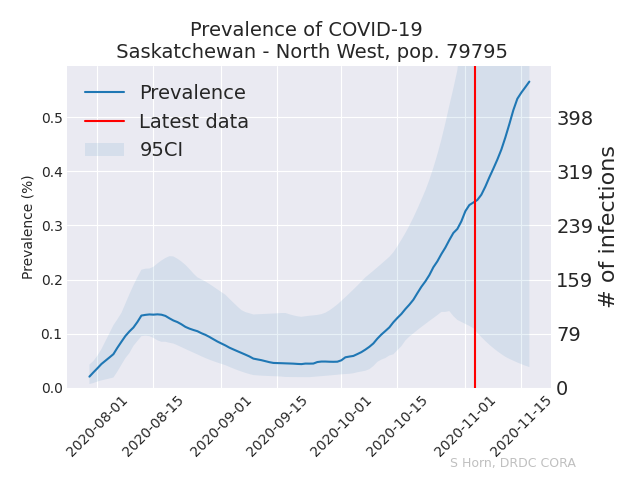 Prevalence of COVID-19
Saskatchewan - North West, pop. 79795
Prevalence
Latest data
95CI
Prevalence (%)
0.5
0.4
0.3
0.2
0.1
0.0
398
319
239
159
79
0
# of infections
2020-08-01
2020-08-15
2020-09-01
2020-09-15
2020-10-01
2020-10-15
2020-11-01
2020-11-15
S Horn, DRDC CORA